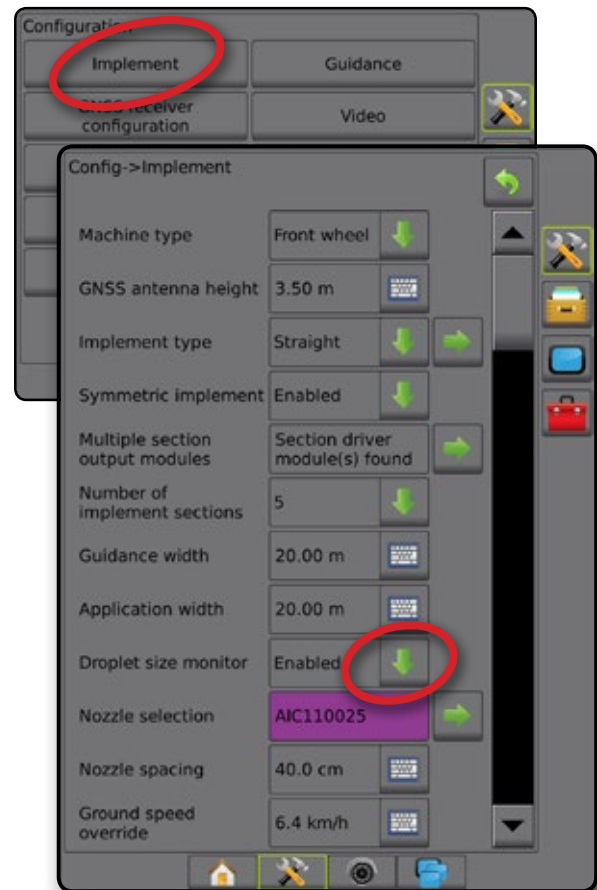 Configuration
Implement
Guidance
GNSS receiver
configuration
Video
Config->Implement
Machine type
Front wheel
GNSS antenna height
3.50 m
Implement type
Straight
Symmetric implement
Enabled
Multiple section
output modules
Section driver
module(s) found
Number of
implement sections
5
Guidance width
20.00 m
Application width
20.00 m
Droplet size monitor
Enabled
Nozzle selection
AIC110025
Nozzle spacing
40.0 cm
Ground speed
override
6.4 km/h